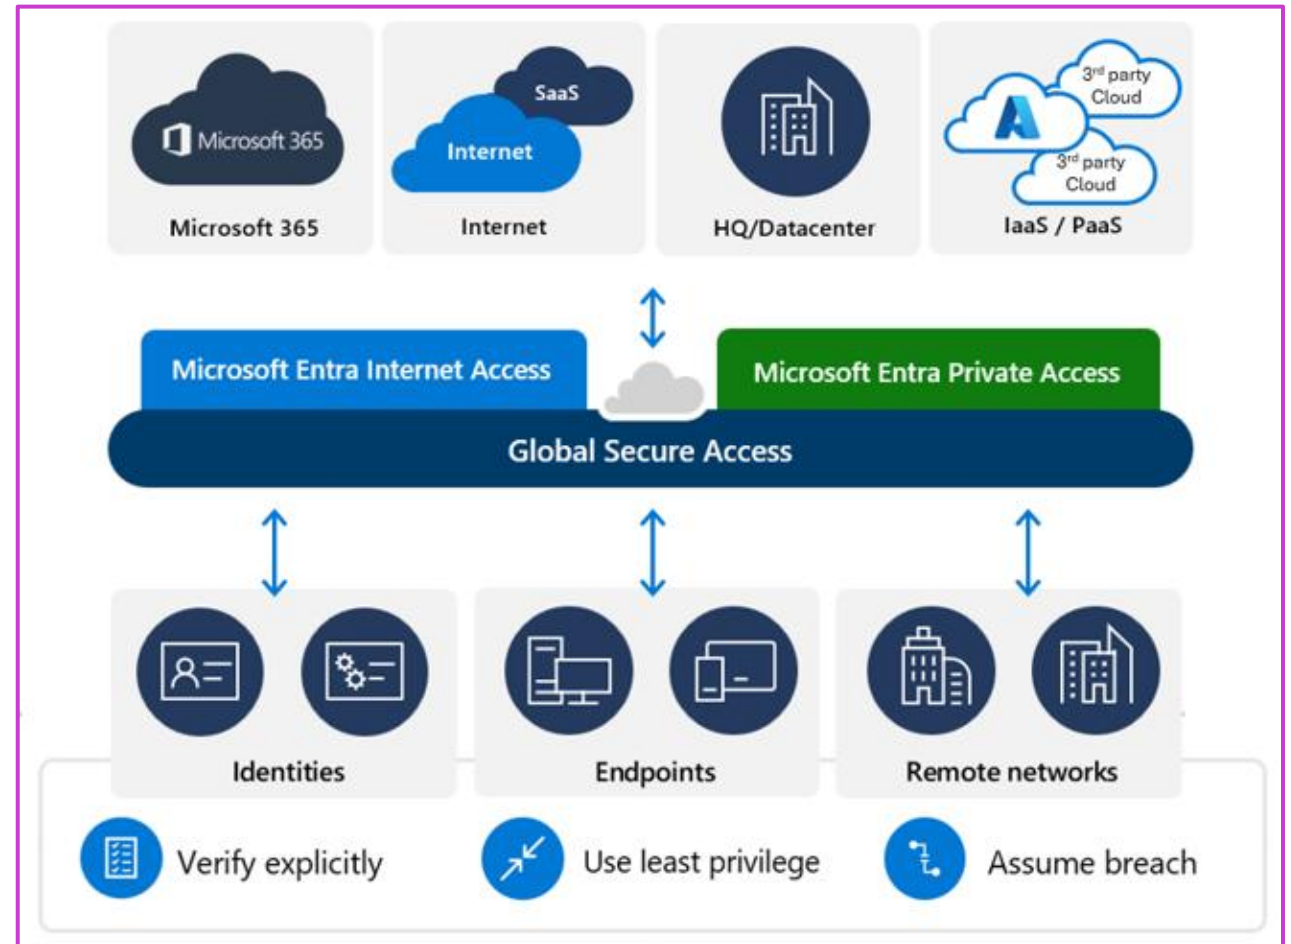 Microsoft 365
SaaS
Internet
3rd party
Cloud
3rd party
Cloud
Microsoft 365
Internet
HQ/Datacenter
IaaS / PaaS
Microsoft Entra Internet Access
Microsoft Entra Private Access
Global Secure Access
Identities
Endpoints
Remote networks
Verify explicitly
Use least privilege
Assume breach